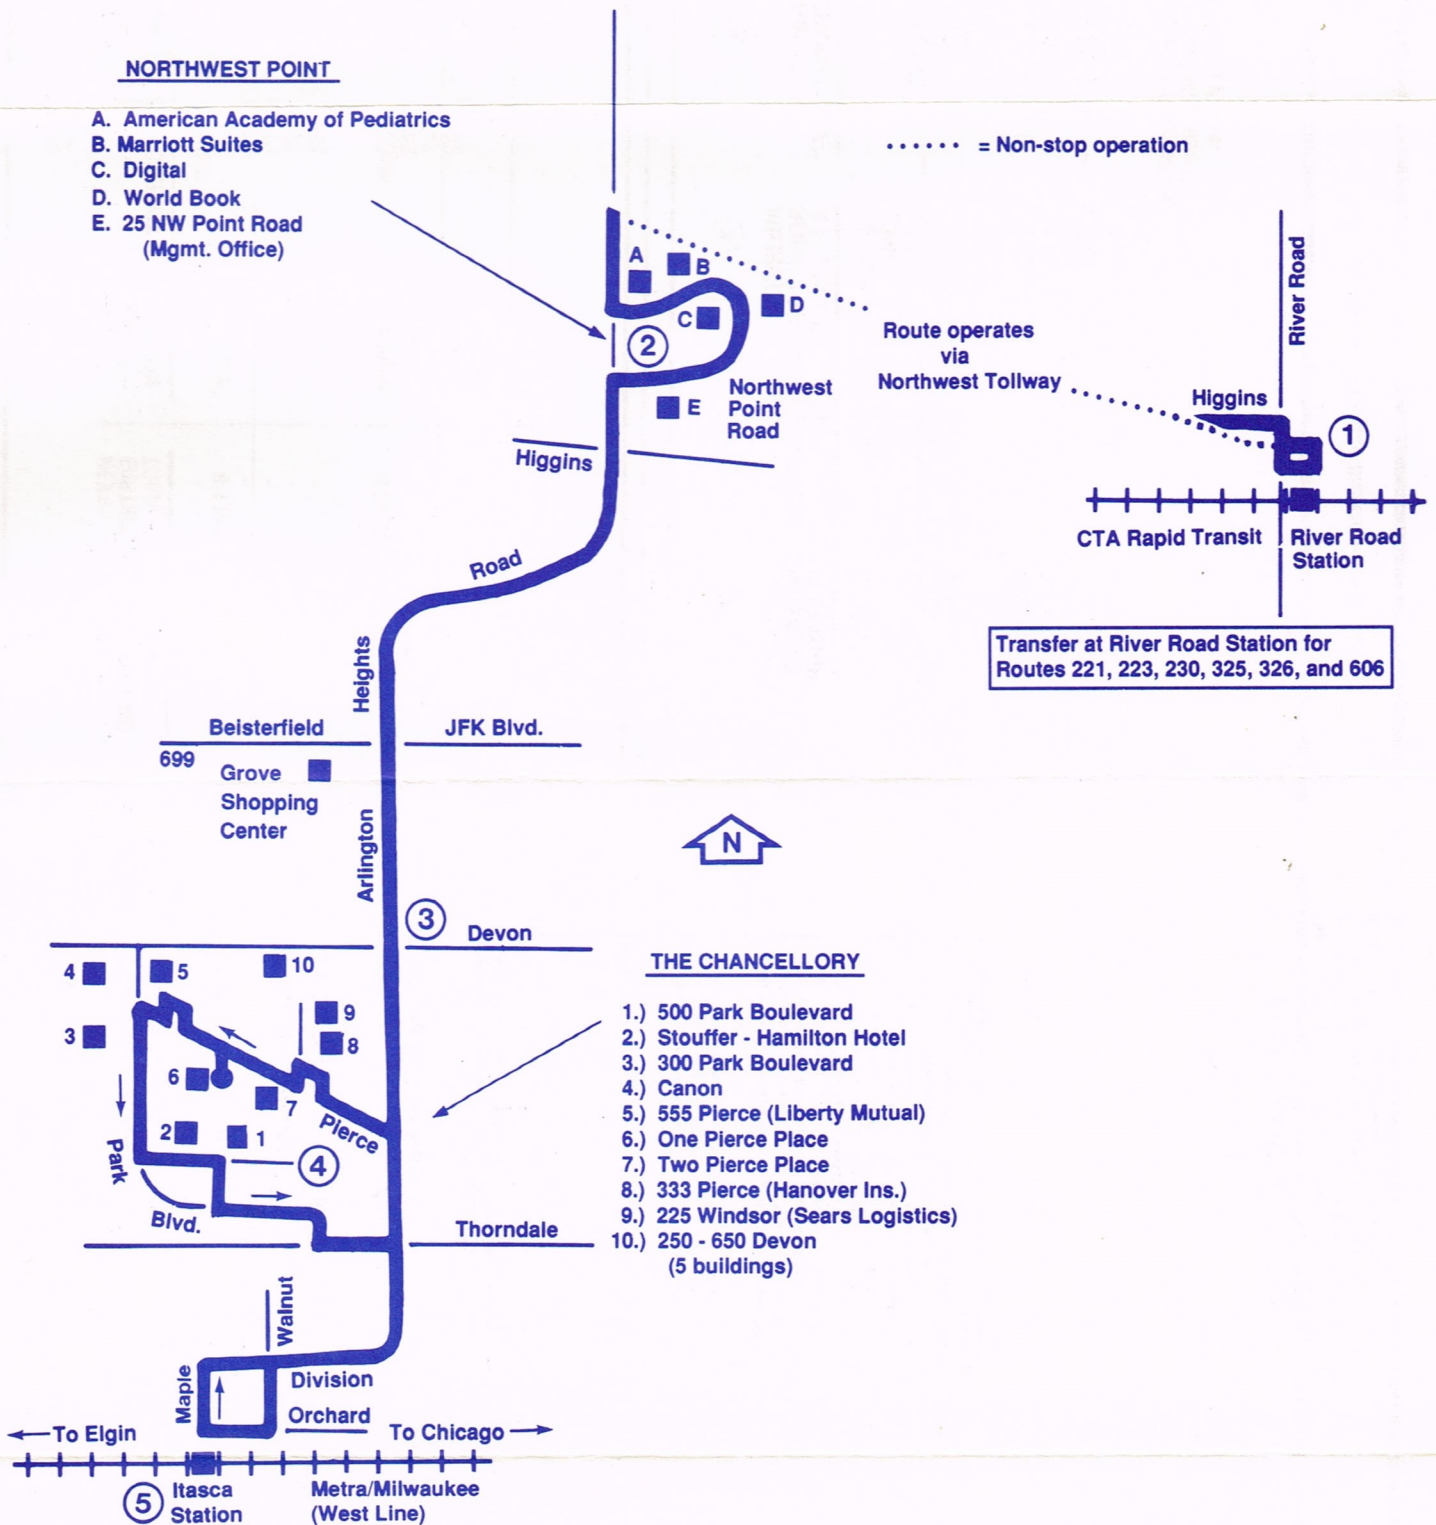 NORTHWEST POINT
A. American Academy of Pediatrics
B. Marriott Suites
C. Digital
D. World Book
E. 25 NW Point Road
(Mgmt. Office)
...... = Non-stop operation
A
B
C
D
E
2
Northwest
Point
Road
Higgins
Route operates
via
Northwest Tollway
River Road
Higgins
1
CTA Rapid Transit
River Road
Station
Transfer at River Road Station for
Routes 221, 223, 230, 325, 326, and 606
Road
Heights
Arlington
Beisterfield
JFK Blvd.
699
Grove
Shopping
Center
N
3
Devon
4
5
10
3
9
8
6
7
2
1
Pierce
4
Park
Blvd.
Thorndale
THE CHANCELLORY
1.) 500 Park Boulevard
2.) Stouffer - Hamilton Hotel
3.) 300 Park Boulevard
4.) Canon
5.) 555 Pierce (Liberty Mutual)
6.) One Pierce Place
7.) Two Pierce Place
8.) 333 Pierce (Hanover Ins.)
9.) 225 Windsor (Sears Logistics)
10.) 250 - 650 Devon
(5 buildings)
Walnut
Maple
Division
Orchard
To Elgin
To Chicago
5
Itasca
Station
Metra/Milwaukee
(West Line)